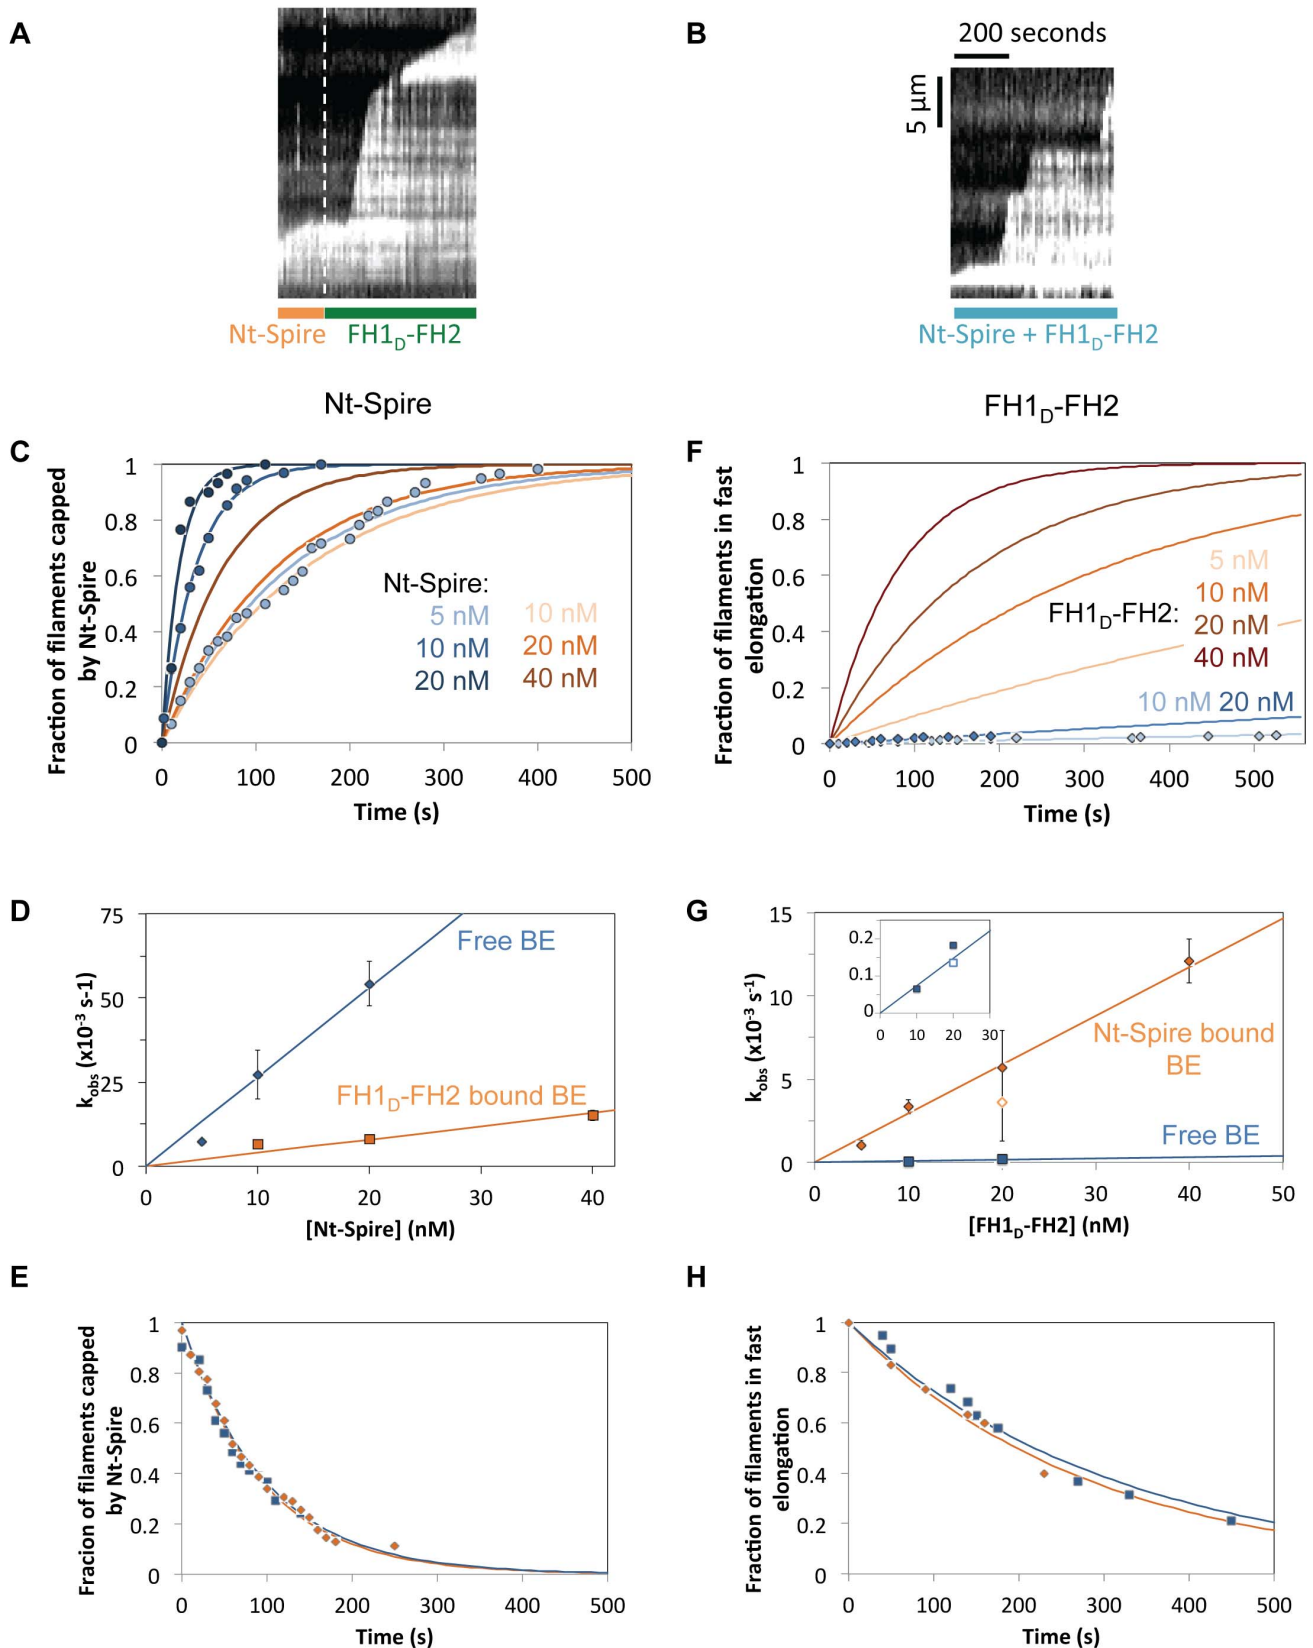 A
Nt-Spire FH1D-FH2
B
200 seconds
5 μm
Nt-Spire + FH1D-FH2
Nt-Spire
FH1D-FH2
C
Fraction of filaments capped
by Nt-Spire
1
0.8
0.6
0.4
0.2
0
Nt-Spire:
5 nM 10 nM
10 nM 20 nM
20 nM 40 nM
0 100 200 300 400 500
Time (s)
F
Fraction of filaments in fast
elongation
1
0.8
0.6
0.4
0.2
0
5 nM
10 nM
FH1D-FH2: 20 nM
40 nM
10 nM 20 nM
0 100 200 300 400 500
Time (s)
D
kobs (x10-3 s-1)
75
50
25
0
Free BE
FH1D-FH2 bound BE
0 10 20 30 40
[Nt-Spire] (nM)
G
kobs (x10-3 s-1)
15
10
5
0
0.2
0.1
0
0 10 20 30
Nt-Spire bound
BE
Free BE
0 10 20 30 40 50
[FH1D-FH2] (nM)
E
Fracion of filaments capped
by Nt-Spire
1
0.8
0.6
0.4
0.2
0
0 100 200 300 400 500
Time (s)
H
Fraction of filaments in fast
elongation
1
0.8
0.6
0.4
0.2
0
0 100 200 300 400 500
Time (s)